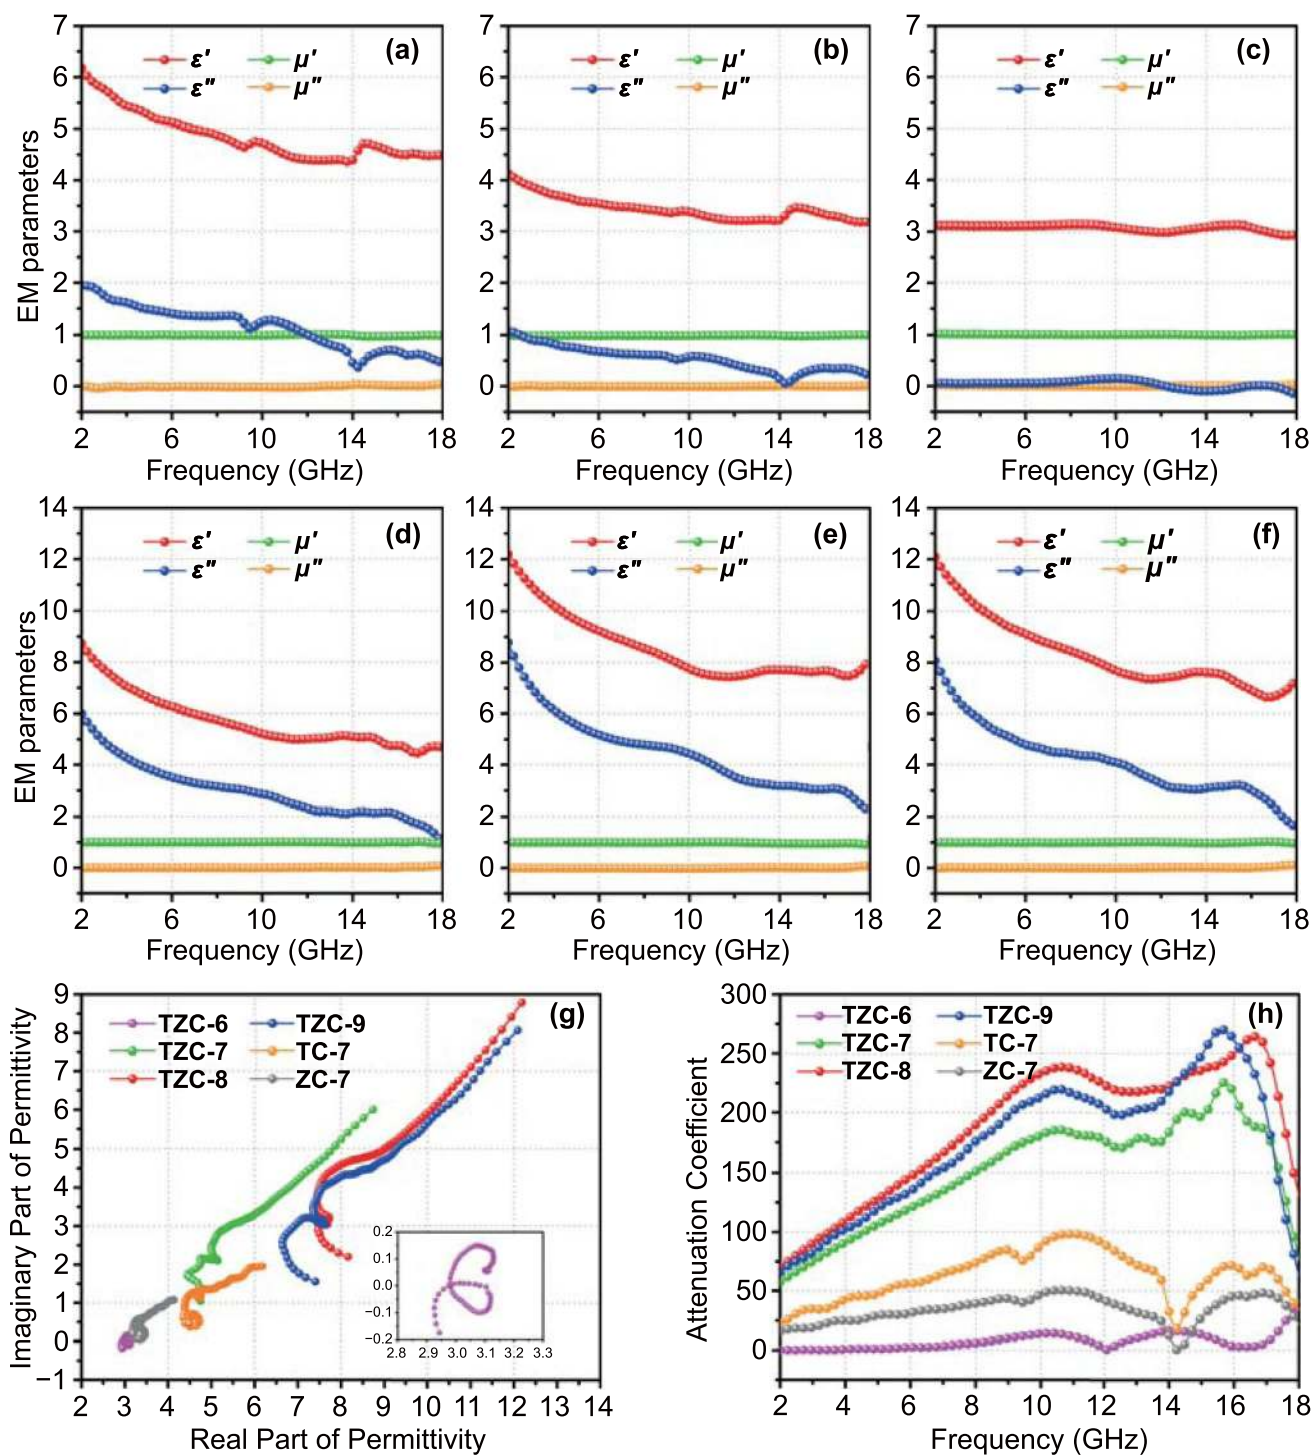 (a)
ε′ μ′
ε″ μ″
7
6
5
4
3
2
1
0
EM parameters
2 6 10 14 18
Frequency (GHz)
(b)
ε′ μ′
ε″ μ″
7
6
5
4
3
2
1
0
2 6 10 14 18
Frequency (GHz)
(c)
ε′ μ′
ε″ μ″
7
6
5
4
3
2
1
0
2 6 10 14 18
Frequency (GHz)
(d)
ε′ μ′
ε″ μ″
14
12
10
8
6
4
2
0
EM parameters
2 6 10 14 18
Frequency (GHz)
(e)
ε′ μ′
ε″ μ″
14
12
10
8
6
4
2
0
2 6 10 14 18
Frequency (GHz)
(f)
ε′ μ′
ε″ μ″
14
12
10
8
6
4
2
0
2 6 10 14 18
Frequency (GHz)
(g)
TZC-6 TZC-9
TZC-7 TC-7
TZC-8 ZC-7
9
8
7
6
5
4
3
2
1
0
−1
Imaginary Part of Permittivity
0.2
0.1
0.0
−0.1
−0.2
2.8 2.9 3.0 3.1 3.2 3.3
2 3 4 5 6 7 8 9 10 11 12 13 14
Real Part of Permittivity
(h)
TZC-6 TZC-9
TZC-7 TC-7
TZC-8 ZC-7
300
250
200
150
100
50
0
Attenuation Coefficient
2 4 6 8 10 12 14 16 18
Frequency (GHz)